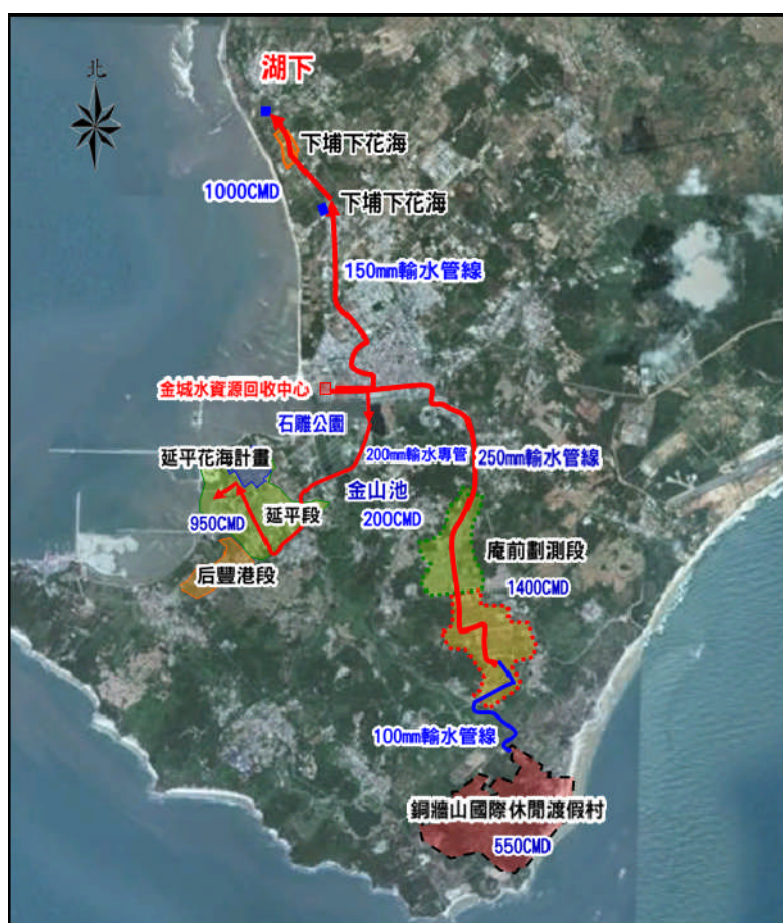 北
湖下
下埔下花海
1000CMD
下埔下花海
150mm輸水管線
金城水資源回收中心
石雕公園
200mm輸水專管
250mm輸水管線
延平花海計畫
金山池
200CMD
950CMD
延平段
庵前劃測段
后豐港段
1400CMD
100mm輸水管線
銅牆山國際休閒渡假村
550CMD